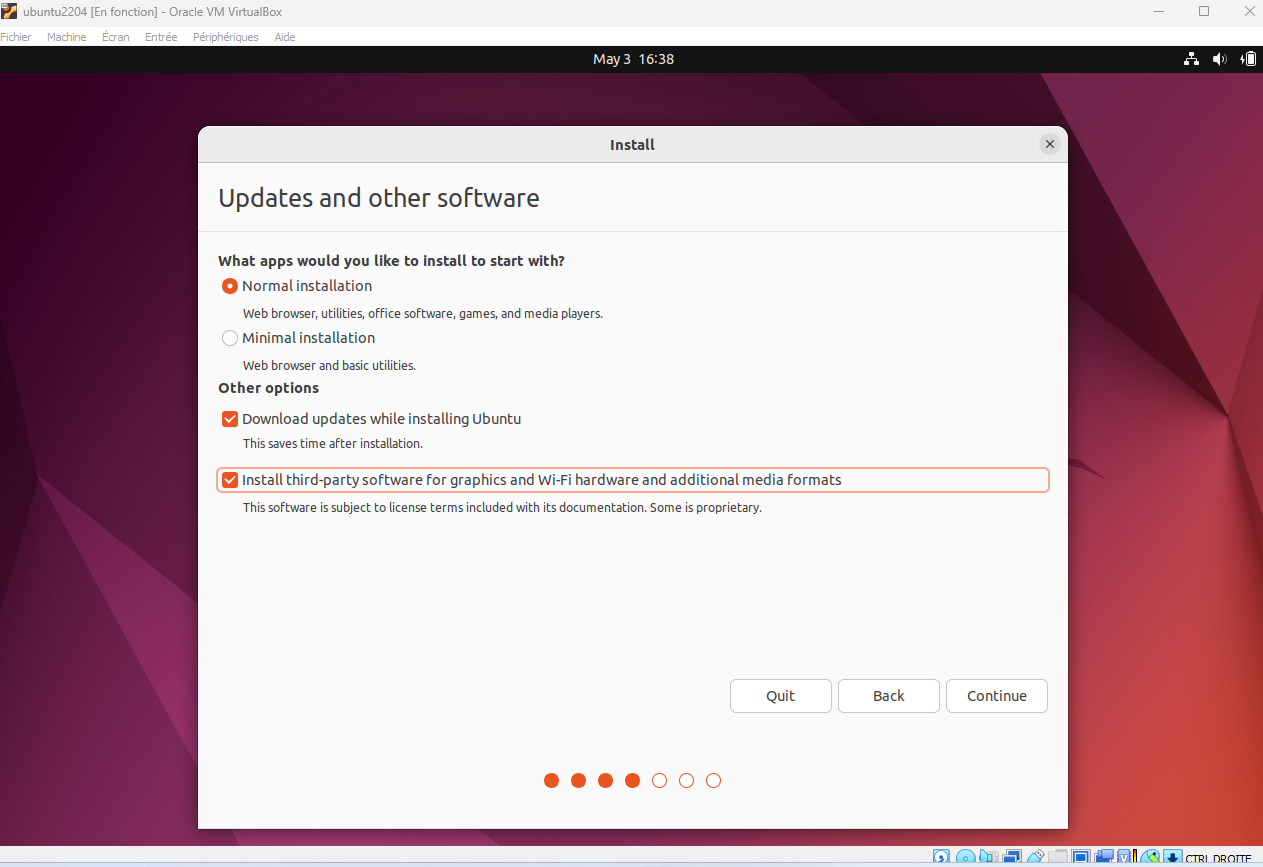 ubuntu2204 [En fonction] - Oracle VM VirtualBox
Fichier Machine Écran Entrée Périphériques Aide
May 3 16:38
Install
Updates and other software
What apps would you like to install to start with?
Normal installation
Web browser, utilities, office software, games, and media players.
Minimal installation
Web browser and basic utilities.
Other options
Download updates while installing Ubuntu
This saves time after installation.
Install third-party software for graphics and Wi-Fi hardware and additional media formats
This software is subject to license terms included with its documentation. Some is proprietary.
Quit Back Continue
CTRL DROITE